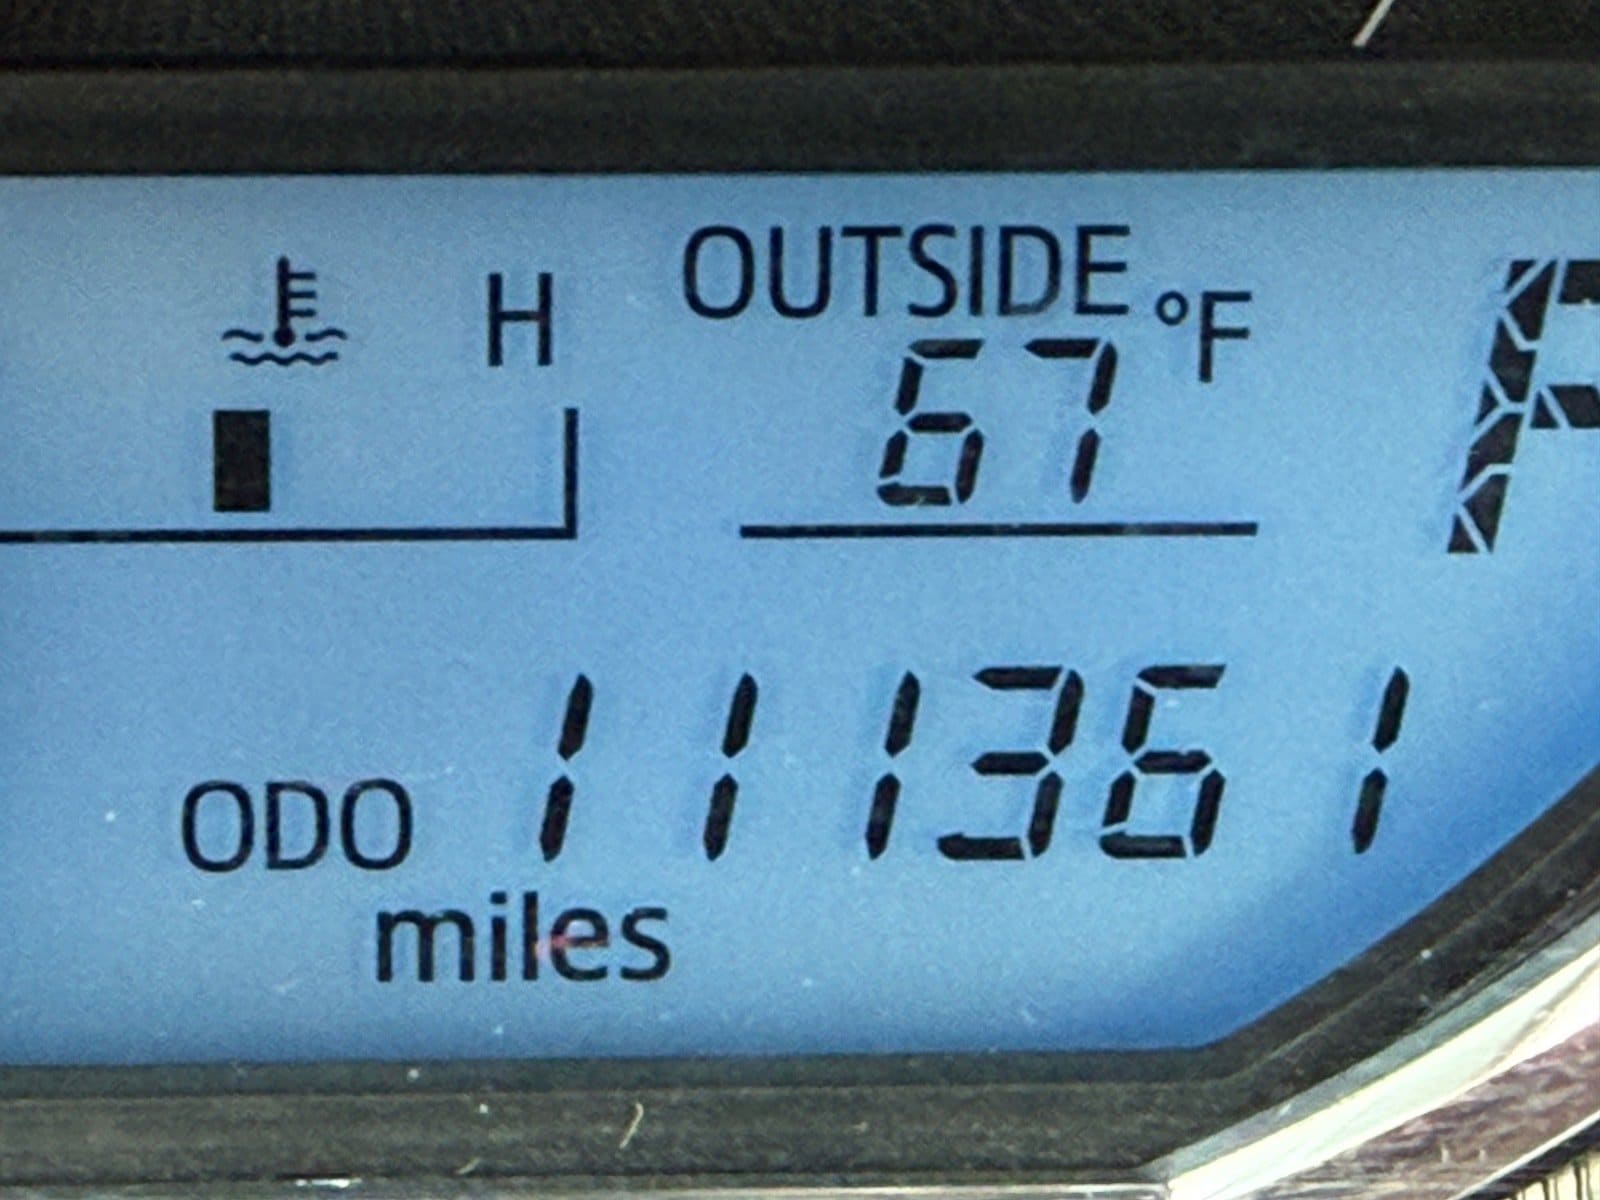 H
OUTSIDE °F
67
P
ODO 111361
miles